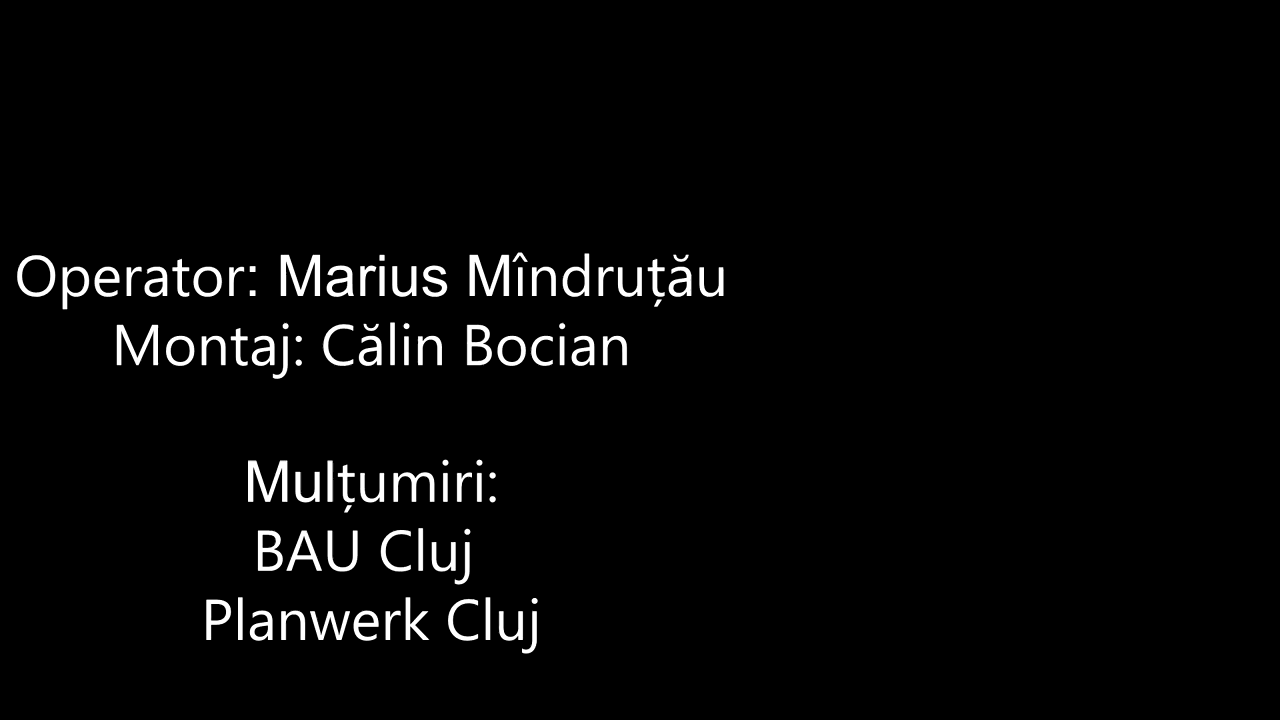 Operator: Marius Mîndruțău
Montaj: Călin Bocian
Mulțumiri:
BAU Cluj
Planwerk Cluj